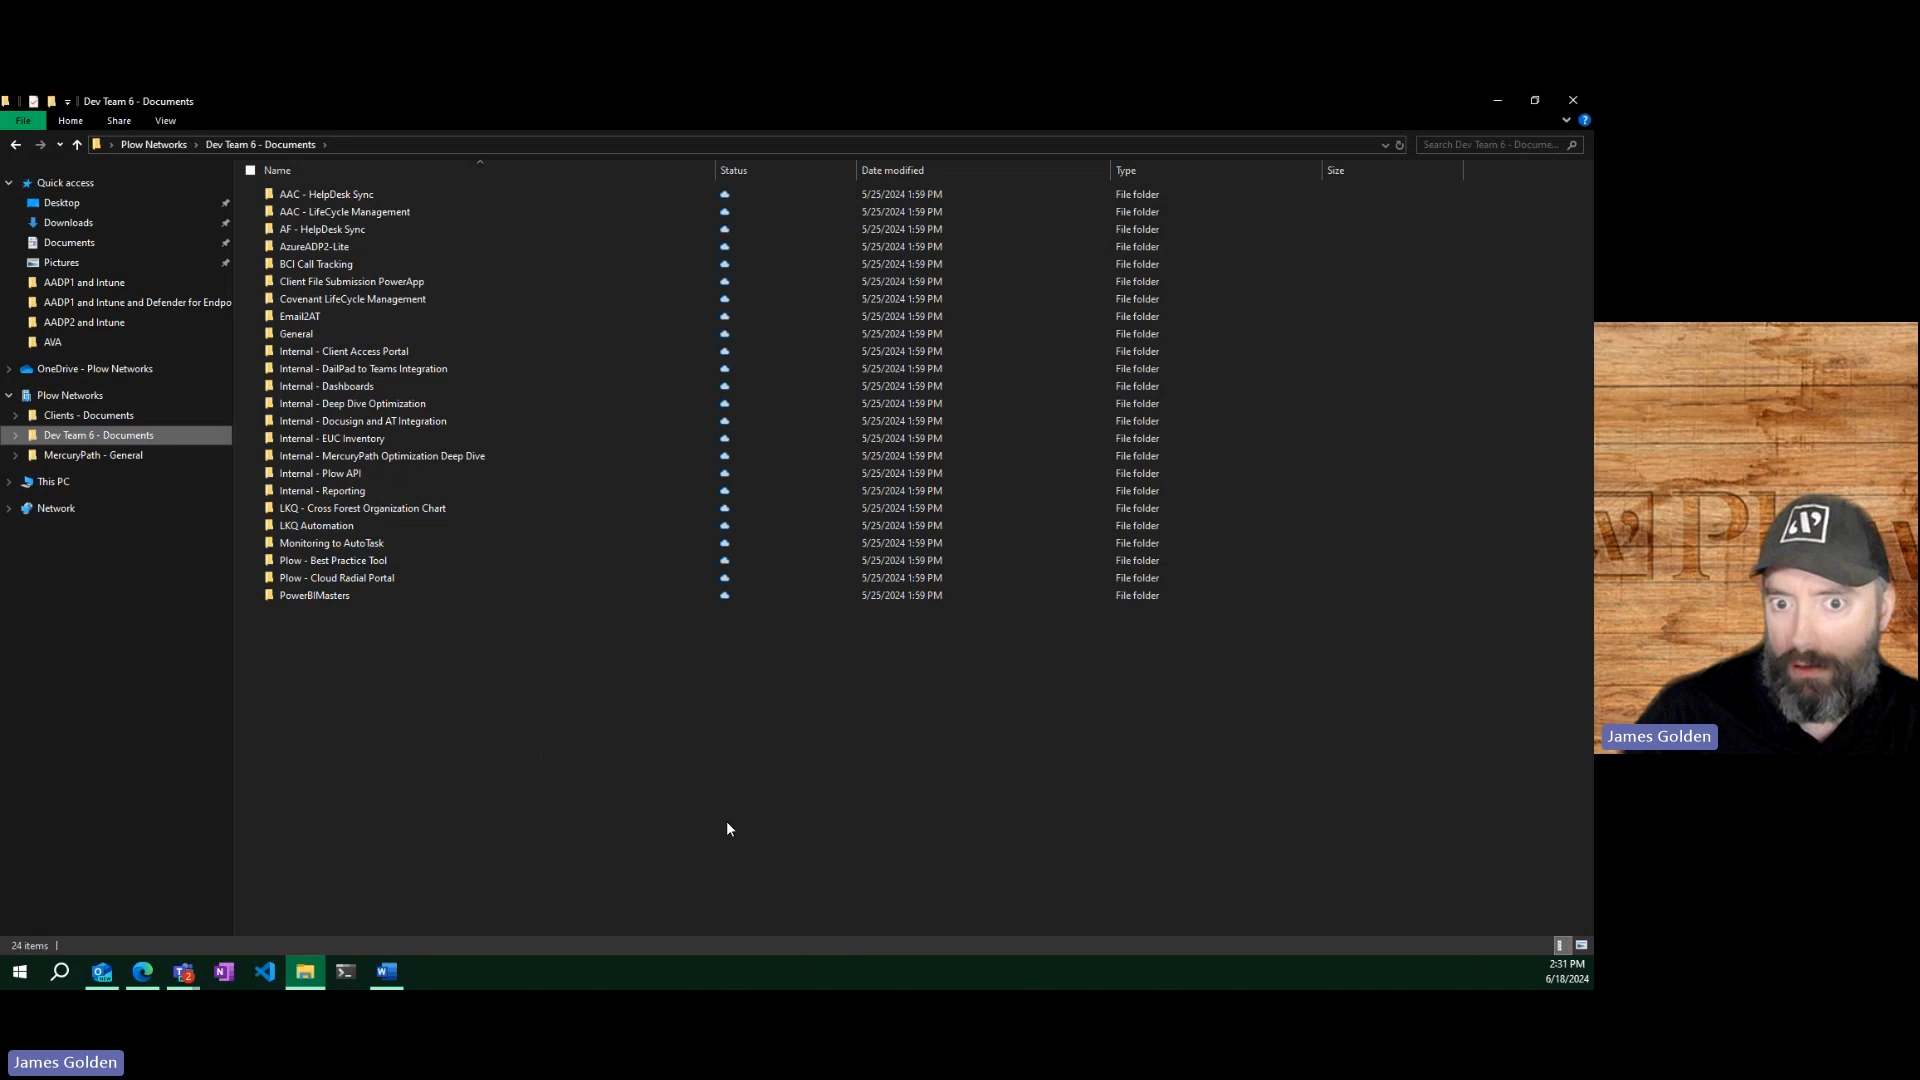 Dev Team 6 - Documents
File Home Share View
Plow Networks Dev Team 6 - Documents
Search Dev Team 6 - Docume...
Name Status Date modified Type Size
Quick access
Desktop
Downloads
Documents
Pictures
AADP1 and Intune
AADP1 and Intune and Defender for Endpo
AADP2 and Intune
AVA
OneDrive - Plow Networks
Plow Networks
Clients - Documents
Dev Team 6 - Documents
MercuryPath - General
This PC
Network
AAC - HelpDesk Sync 5/25/2024 1:59 PM File folder
AAC - LifeCycle Management 5/25/2024 1:59 PM File folder
AF - HelpDesk Sync 5/25/2024 1:59 PM File folder
AzureADP2-Lite 5/25/2024 1:59 PM File folder
BCI Call Tracking 5/25/2024 1:59 PM File folder
Client File Submission PowerApp 5/25/2024 1:59 PM File folder
Covenant LifeCycle Management 5/25/2024 1:59 PM File folder
Email2AT 5/25/2024 1:59 PM File folder
General 5/25/2024 1:59 PM File folder
Internal - Client Access Portal 5/25/2024 1:59 PM File folder
Internal - DailPad to Teams Integration 5/25/2024 1:59 PM File folder
Internal - Dashboards 5/25/2024 1:59 PM File folder
Internal - Deep Dive Optimization 5/25/2024 1:59 PM File folder
Internal - Docusign and AT Integration 5/25/2024 1:59 PM File folder
Internal - EUC Inventory 5/25/2024 1:59 PM File folder
Internal - MercuryPath Optimization Deep Dive 5/25/2024 1:59 PM File folder
Internal - Plow API 5/25/2024 1:59 PM File folder
Internal - Reporting 5/25/2024 1:59 PM File folder
LKQ - Cross Forest Organization Chart 5/25/2024 1:59 PM File folder
LKQ Automation 5/25/2024 1:59 PM File folder
Monitoring to AutoTask 5/25/2024 1:59 PM File folder
Plow - Best Practice Tool 5/25/2024 1:59 PM File folder
Plow - Cloud Radial Portal 5/25/2024 1:59 PM File folder
PowerBIMasters 5/25/2024 1:59 PM File folder
24 items
2:31 PM
6/18/2024
James Golden
James Golden